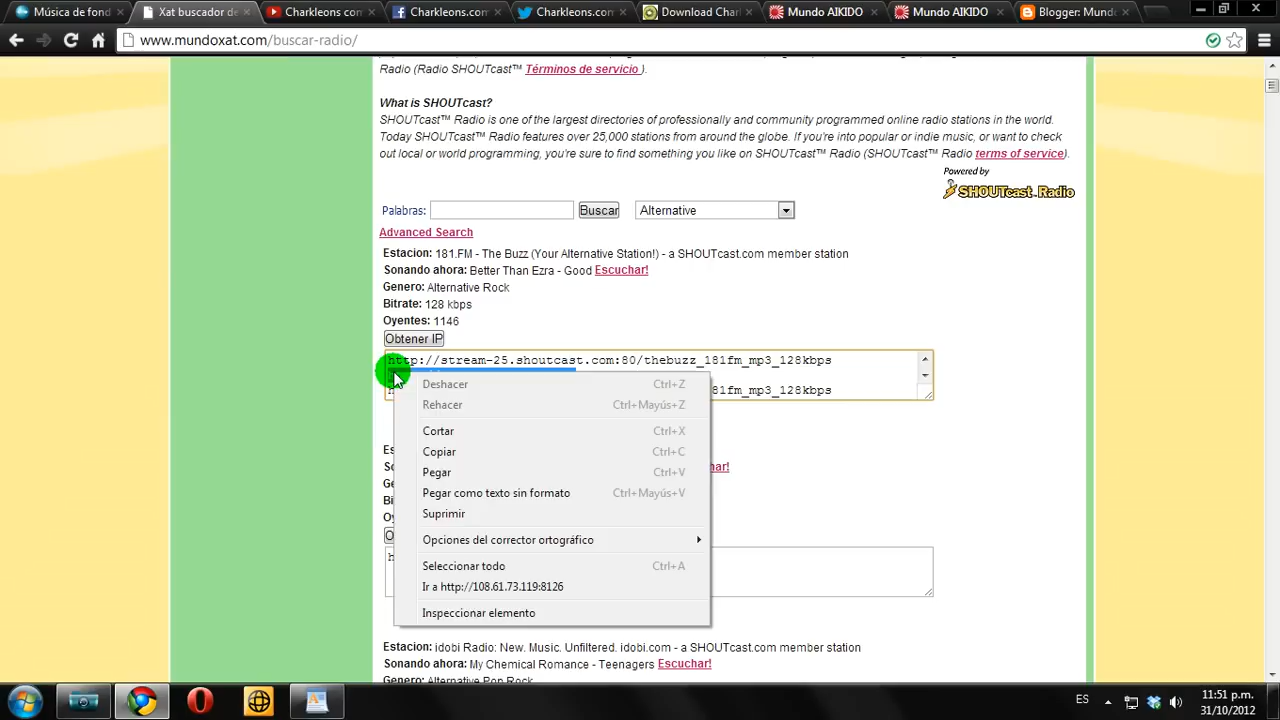 Música de fond
Xat buscador de
Charkleons.com
Charkleons.com
Charkleons.com
Download Char
Mundo AIKIDO
Mundo AIKIDO
Blogger: Mund
www.mundoxat.com/buscar-radio/
Radio (Radio SHOUTcast™ Términos de servicio ).
What is SHOUTcast?
SHOUTcast™ Radio is one of the largest directories of professionally and community programmed online radio stations in the world.
Today SHOUTcast™ Radio features over 25,000 stations from around the globe. If you're into popular or indie music, or want to check
out local or world programming, you're sure to find something you like on SHOUTcast™ Radio (SHOUTcast™ Radio terms of service).
Powered by
SHOUTcast Radio
Palabras:
Buscar
Alternative
Advanced Search
Estacion: 181.FM - The Buzz (Your Alternative Station!) - a SHOUTcast.com member station
Sonando ahora: Better Than Ezra - Good Escuchar!
Genero: Alternative Rock
Bitrate: 128 kbps
Oyentes: 1146
Obtener IP
http://stream-25.shoutcast.com:80/thebuzz_181fm_mp3_128kbps
81fm_mp3_128kbps
Deshacer Ctrl+Z
Rehacer Ctrl+Mayús+Z
Cortar Ctrl+X
Copiar Ctrl+C
Pegar Ctrl+V
Pegar como texto sin formato Ctrl+Mayús+V
Suprimir
Opciones del corrector ortográfico
Seleccionar todo Ctrl+A
Ir a http://108.61.73.119:8126
Inspeccionar elemento
har!
Estacion: idobi Radio: New. Music. Unfiltered. idobi.com - a SHOUTcast.com member station
Sonando ahora: My Chemical Romance - Teenagers Escuchar!
Genero: Alternative Pop Rock
ES
11:51 p.m.
31/10/2012